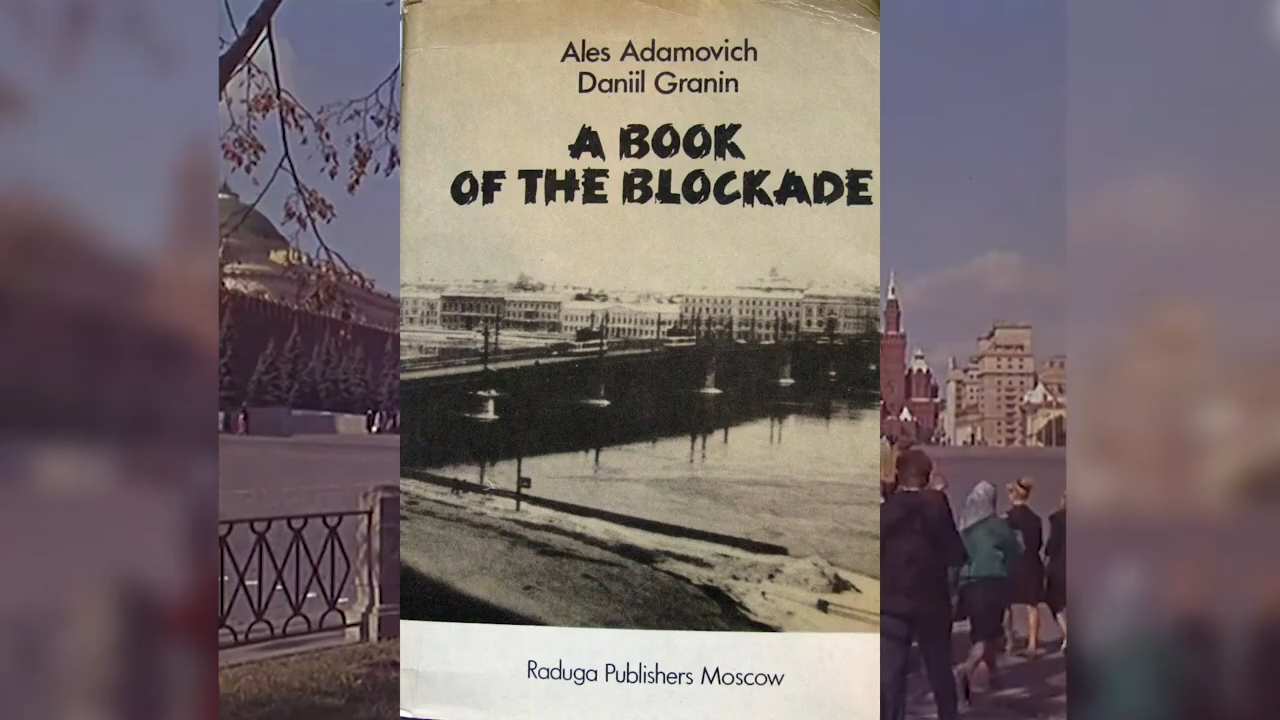 Ales Adamovich
Daniil Granin
A BOOK
OF THE BLOCKADE
Raduga Publishers Moscow